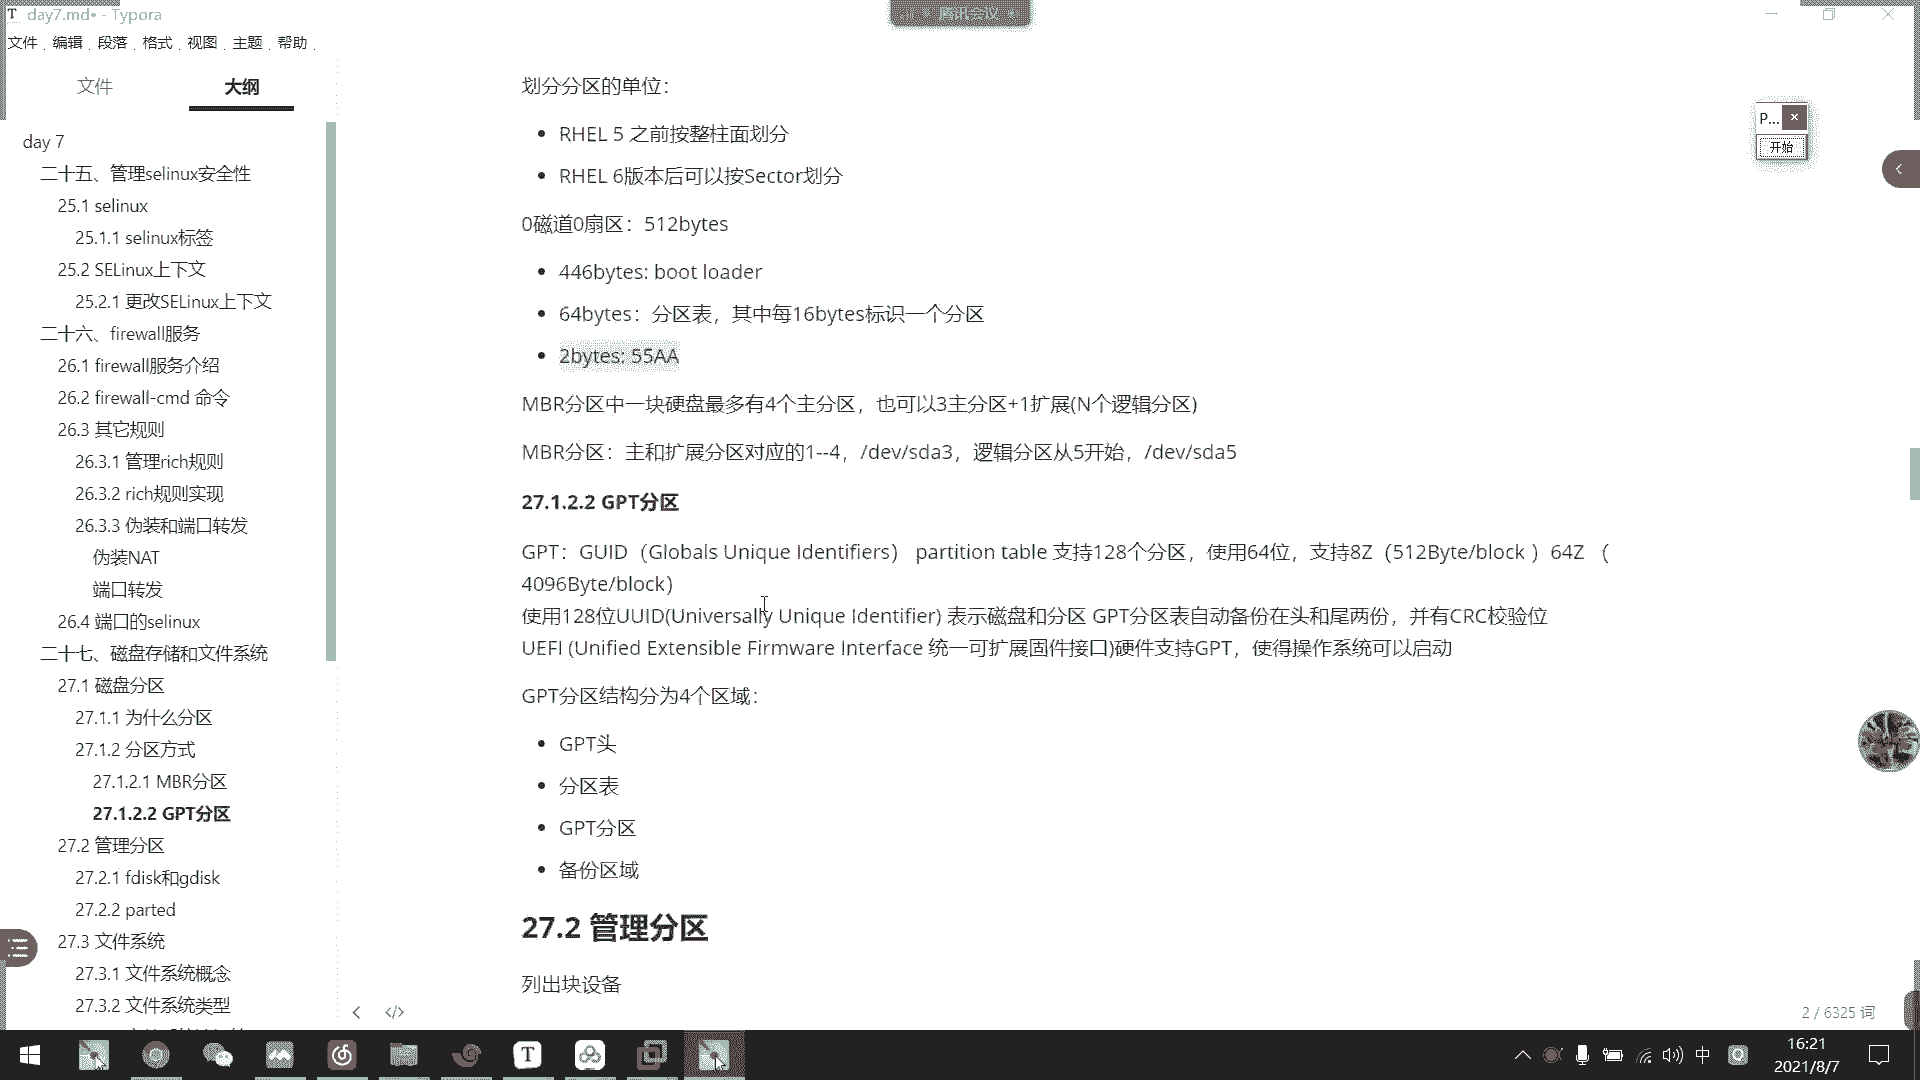 day7.md• - Typora
腾讯会议
文件 编辑 段落 格式 视图 主题 帮助
文件 大纲
day 7
二十五、管理selinux安全性
25.1 selinux
25.1.1 selinux标签
25.2 SELinux上下文
25.2.1 更改SELinux上下文
二十六、firewall服务
26.1 firewall服务介绍
26.2 firewall-cmd 命令
26.3 其它规则
26.3.1 管理rich规则
26.3.2 rich规则实现
26.3.3 伪装和端口转发
伪装NAT
端口转发
26.4 端口的selinux
二十七、磁盘存储和文件系统
27.1 磁盘分区
27.1.1 为什么分区
27.1.2 分区方式
27.1.2.1 MBR分区
27.1.2.2 GPT分区
27.2 管理分区
27.2.1 fdisk和gdisk
27.2.2 parted
27.3 文件系统
27.3.1 文件系统概念
27.3.2 文件系统类型
划分分区的单位：
• RHEL 5 之前按整柱面划分
• RHEL 6版本后可以按Sector划分
0磁道0扇区：512bytes
• 446bytes: boot loader
• 64bytes：分区表，其中每16bytes标识一个分区
• 2bytes: 55AA
MBR分区中一块硬盘最多有4个主分区，也可以3主分区+1扩展(N个逻辑分区)
MBR分区：主和扩展分区对应的1--4，/dev/sda3，逻辑分区从5开始，/dev/sda5
27.1.2.2 GPT分区
GPT：GUID（Globals Unique Identifiers） partition table 支持128个分区，使用64位，支持8Z（512Byte/block ）64Z （
4096Byte/block）
使用128位UUID(Universally Unique Identifier) 表示磁盘和分区 GPT分区表自动备份在头和尾两份，并有CRC校验位
UEFI (Unified Extensible Firmware Interface 统一可扩展固件接口)硬件支持GPT，使得操作系统可以启动
GPT分区结构分为4个区域：
• GPT头
• 分区表
• GPT分区
• 备份区域
27.2 管理分区
列出块设备
P...
开始
2 / 6325 词
中
16:21
2021/8/7